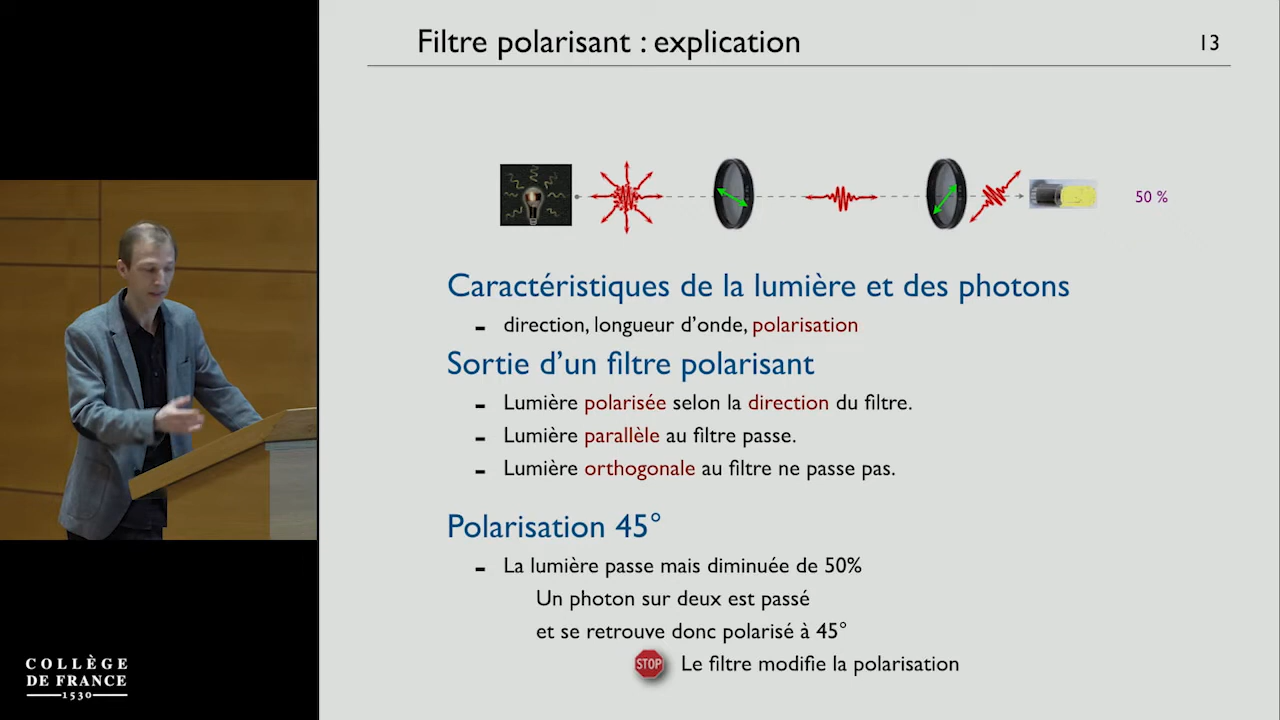 Filtre polarisant : explication
13
50 %
Caractéristiques de la lumière et des photons
- direction, longueur d'onde, polarisation
Sortie d'un filtre polarisant
- Lumière polarisée selon la direction du filtre.
- Lumière parallèle au filtre passe.
- Lumière orthogonale au filtre ne passe pas.
Polarisation 45°
- La lumière passe mais diminuée de 50%
Un photon sur deux est passé
et se retrouve donc polarisé à 45°
STOP Le filtre modifie la polarisation
COLLÈGE
DE FRANCE
1530